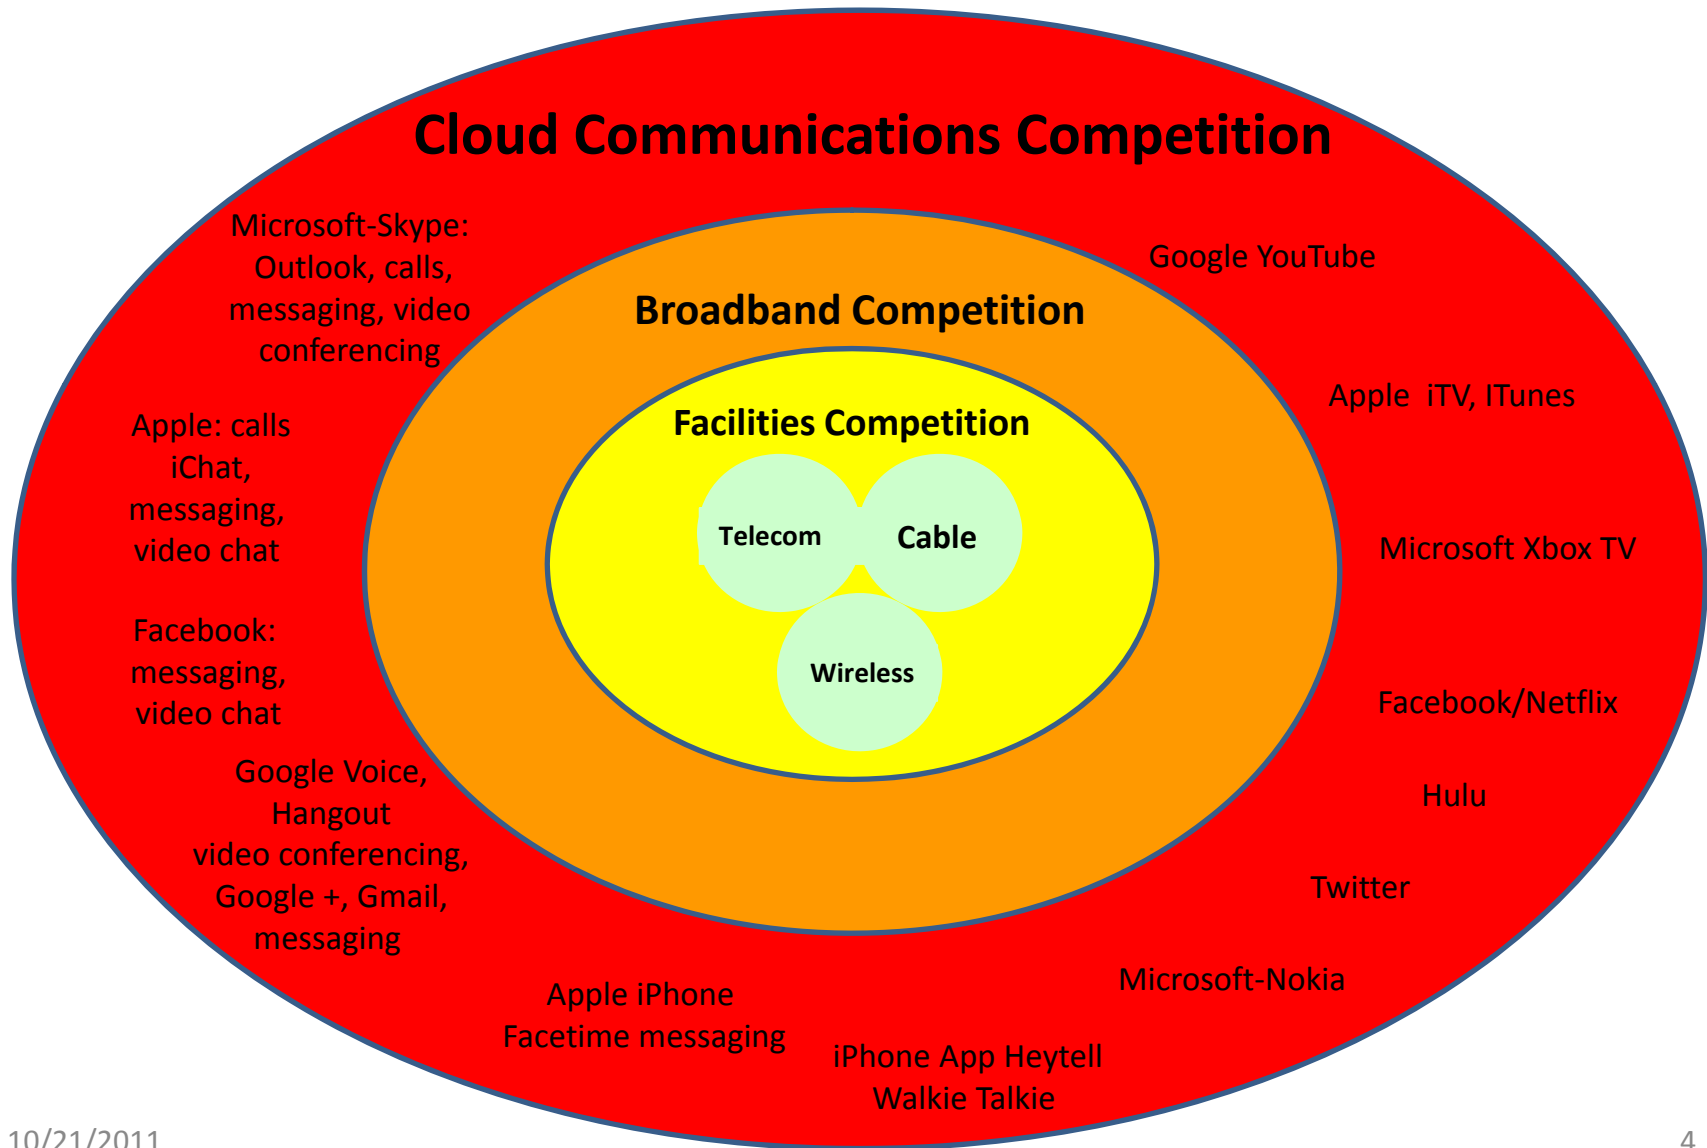 Cloud Communications Competition
Microsoft-Skype:
Outlook, calls,
messaging, video
conferencing
Google YouTube
Broadband Competition
Apple iTV, ITunes
Facilities Competition
Apple: calls
iChat,
messaging,
video chat
Telecom
Cable
Microsoft Xbox TV
Facebook:
messaging,
video chat
Wireless
Facebook/Netflix
Google Voice,
Hangout
video conferencing,
Google +, Gmail,
messaging
Hulu
Twitter
Microsoft-Nokia
Apple iPhone
Facetime messaging
iPhone App Heytell
Walkie Talkie
10/21/2011
4